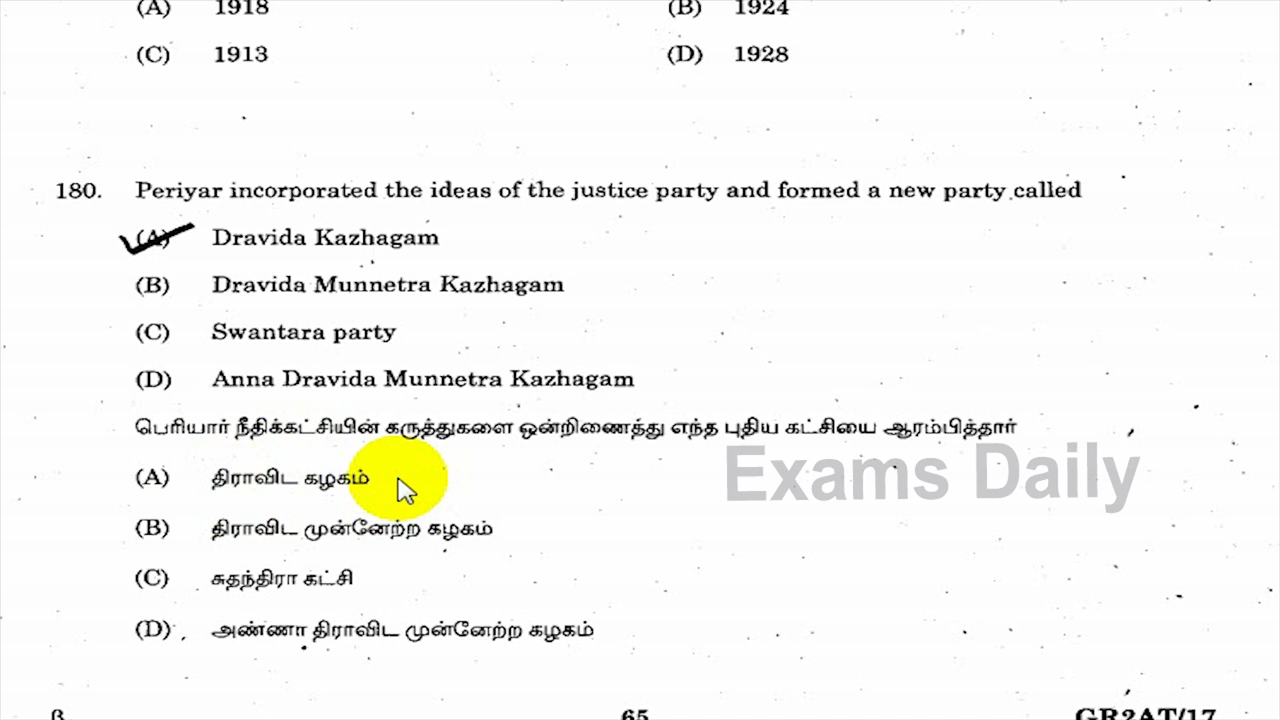 (A) 1918 (B) 1924
(C) 1913 (D) 1928
180. Periyar incorporated the ideas of the justice party and formed a new party called
(A) Dravida Kazhagam
(B) Dravida Munnetra Kazhagam
(C) Swantara party
(D) Anna Dravida Munnetra Kazhagam
பெரியார் நீதிக்கட்சியின் கருத்துகளை ஒன்றிணைத்து எந்த புதிய கட்சியை ஆரம்பித்தார்
(A) திராவிட கழகம்
Exams Daily
(B) திராவிட முன்னேற்ற கழகம்
(C) சுதந்திரா கட்சி
(D) அண்ணா திராவிட முன்னேற்ற கழகம்
65 GR2AT/17